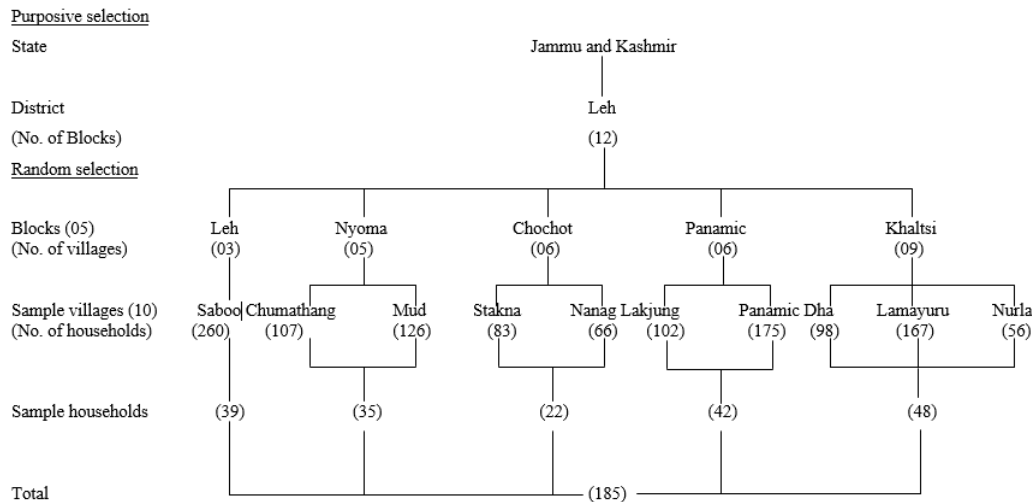 Purposive selection
State Jammu and Kashmir
District Leh
(No. of Blocks) (12)
Random selection
Blocks (05) Leh Nyoma Chochot Panamic Khaltsi
(No. of villages) (03) (05) (06) (06) (09)
Sample villages (10) Saboo Chumathang Mud Stakna Nanag Lakjung Panamic Dha Lamayuru Nurla
(No. of households) (260) (107) (126) (83) (66) (102) (175) (98) (167) (56)
Sample households (39) (35) (22) (42) (48)
Total (185)